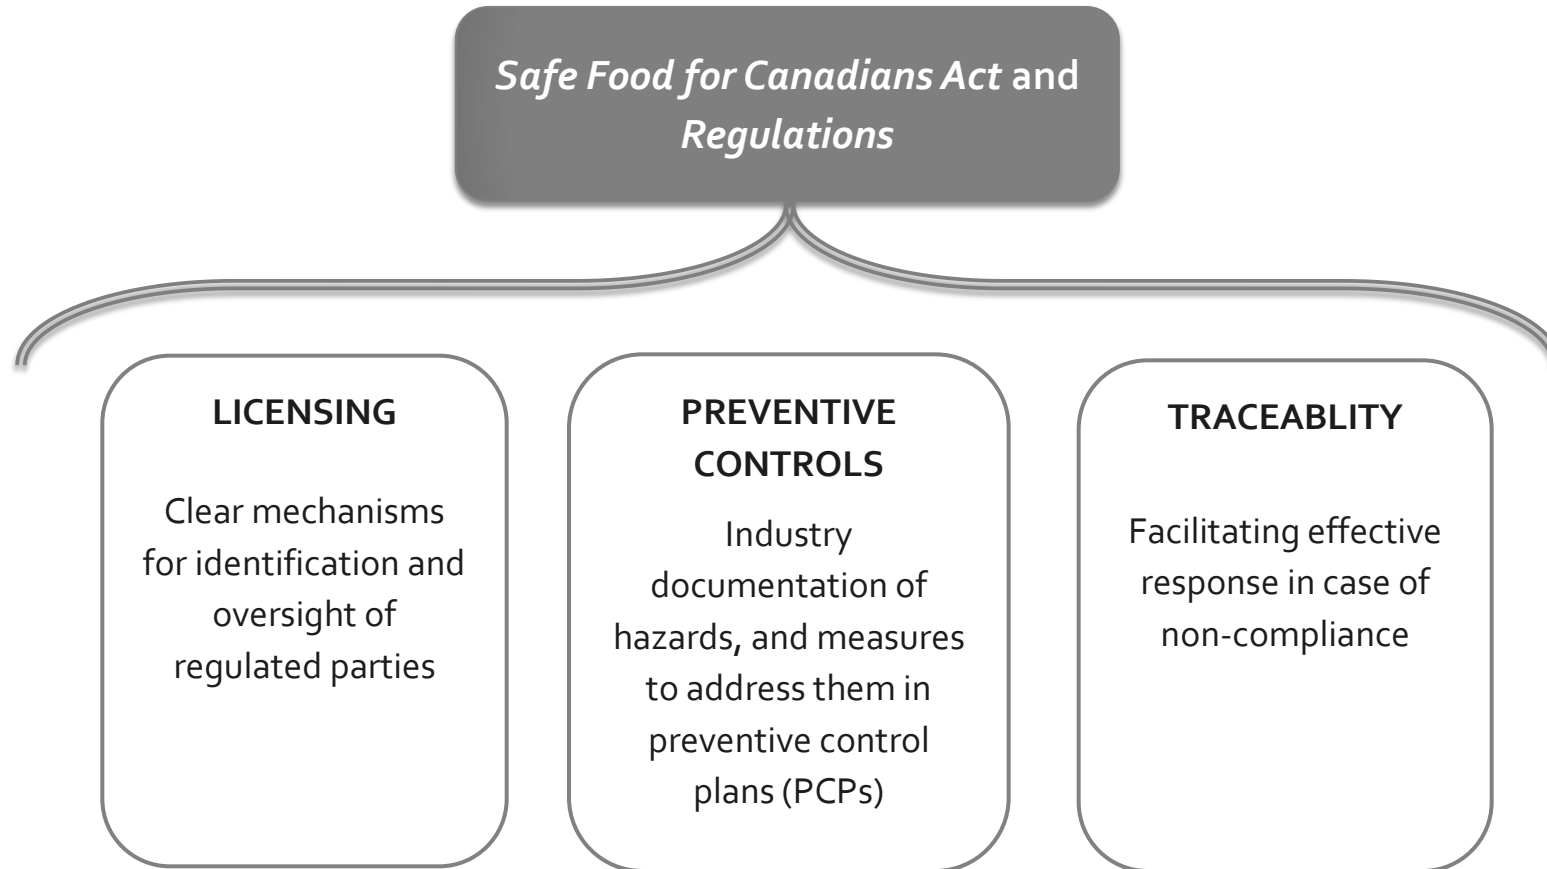 Safe Food for Canadians Act and
Regulations
LICENSING
Clear mechanisms
for identification and
oversight of
regulated parties
PREVENTIVE
CONTROLS
Industry
documentation of
hazards, and measures
to address them in
preventive control
plans (PCPs)
TRACEABLITY
Facilitating effective
response in case of
non-compliance